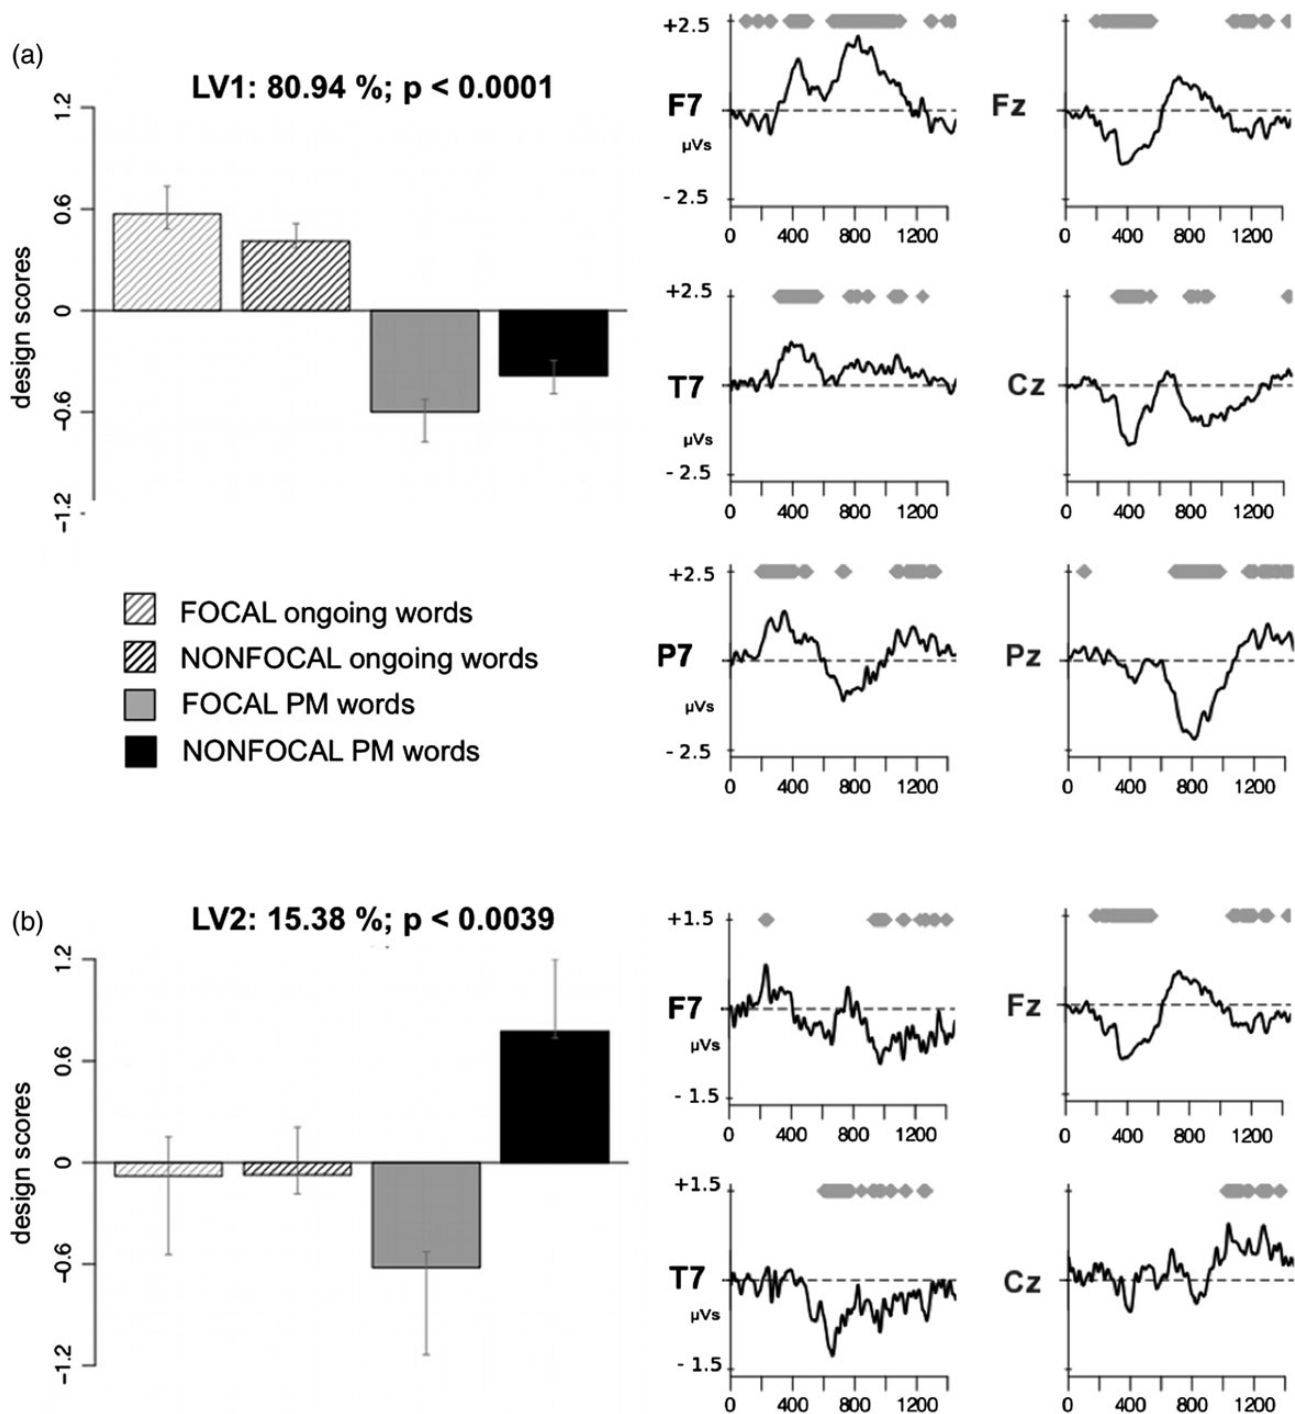 (a)
LV1: 80.94 %; p < 0.0001
design scores
1.2
0.6
0
-0.6
-1.2
FOCAL ongoing words
NONFOCAL ongoing words
FOCAL PM words
NONFOCAL PM words
+2.5
F7
µVs
- 2.5
0 400 800 1200
Fz
0 400 800 1200
+2.5
T7
µVs
- 2.5
0 400 800 1200
Cz
0 400 800 1200
+2.5
P7
µVs
- 2.5
0 400 800 1200
Pz
0 400 800 1200
(b)
LV2: 15.38 %; p < 0.0039
design scores
1.2
0.6
0
-0.6
-1.2
+1.5
F7
µVs
- 1.5
0 400 800 1200
Fz
0 400 800 1200
+1.5
T7
µVs
- 1.5
0 400 800 1200
Cz
0 400 800 1200